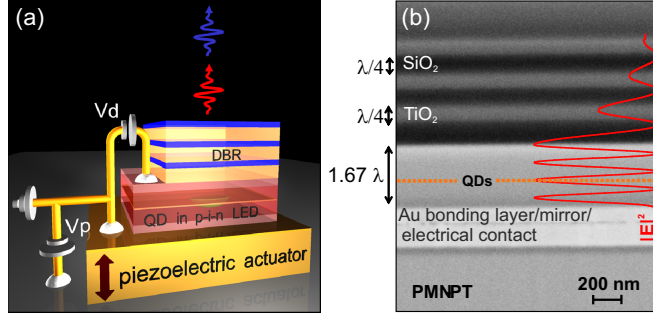 (a)
Vd
DBR
QD in p-i-n LED
Vp
piezoelectric actuator
(b)
λ/4
SiO₂
λ/4
TiO₂
1.67 λ
QDs
Au bonding layer/mirror/
electrical contact
|E|²
200 nm
PMNPT